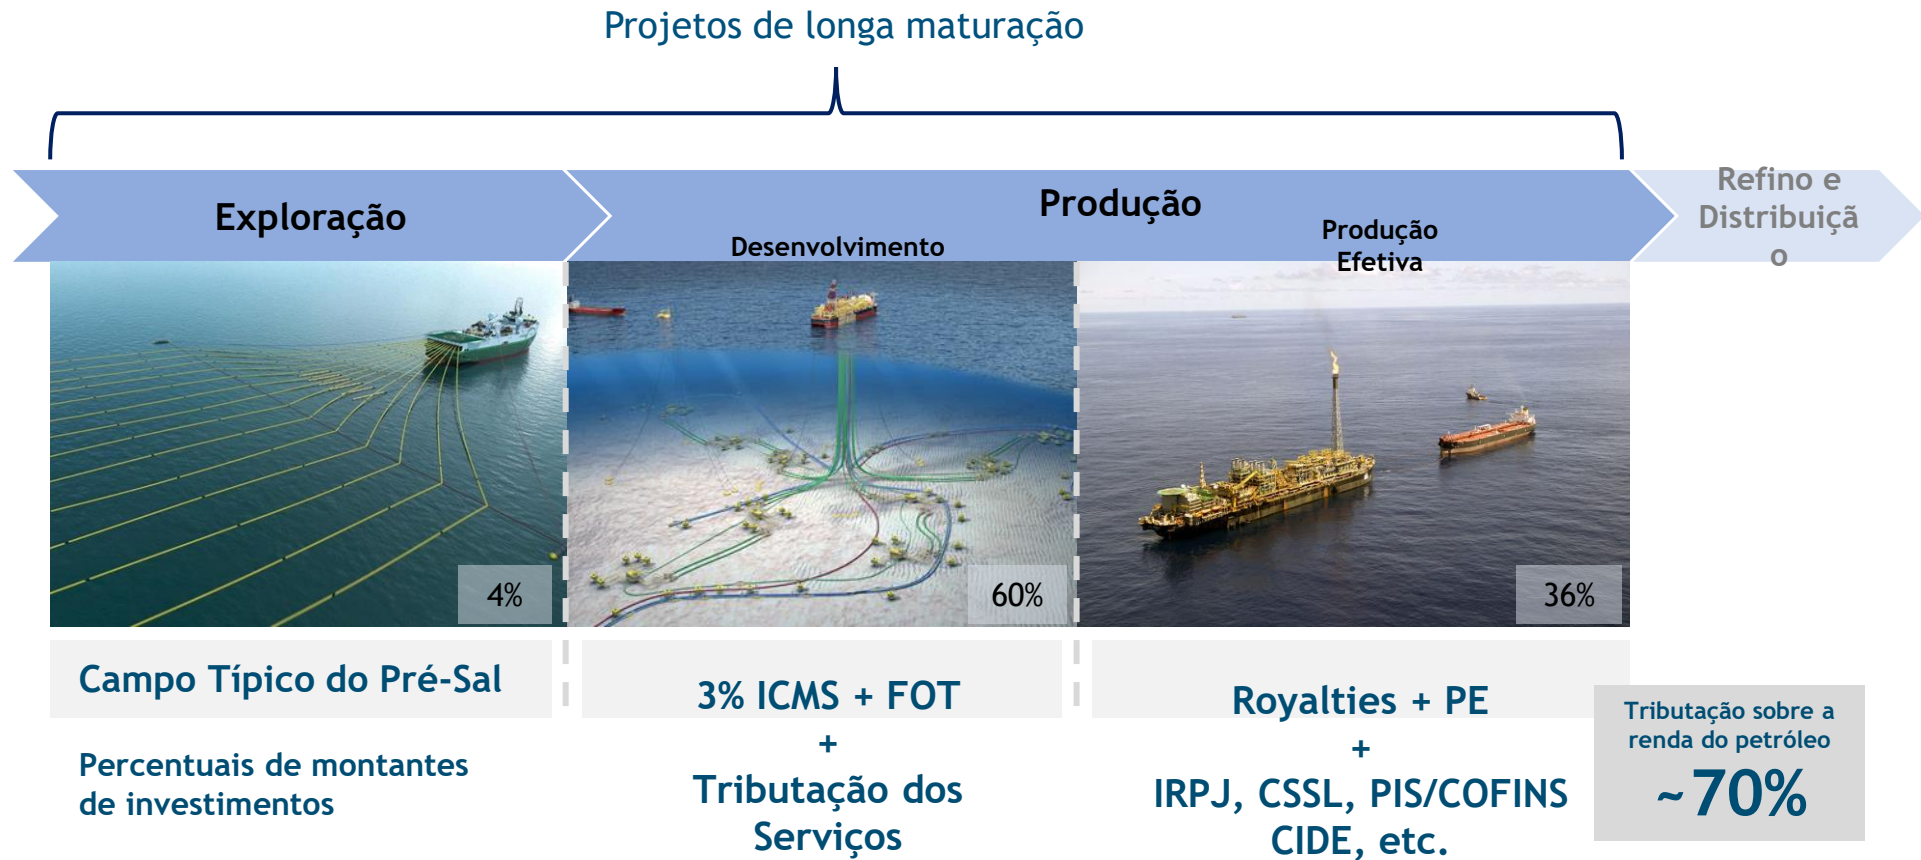 Projetos de longa maturação
Exploração
Produção
Desenvolvimento
Produção
Efetiva
Refino e
Distribuiçã
o
4%
60%
36%
Campo Típico do Pré-Sal
Percentuais de montantes
de investimentos
3% ICMS + FOT
+
Tributação dos
Serviços
Royalties + PE
+
IRPJ, CSSL, PIS/COFINS
CIDE, etc.
Tributação sobre a
renda do petróleo
~70%